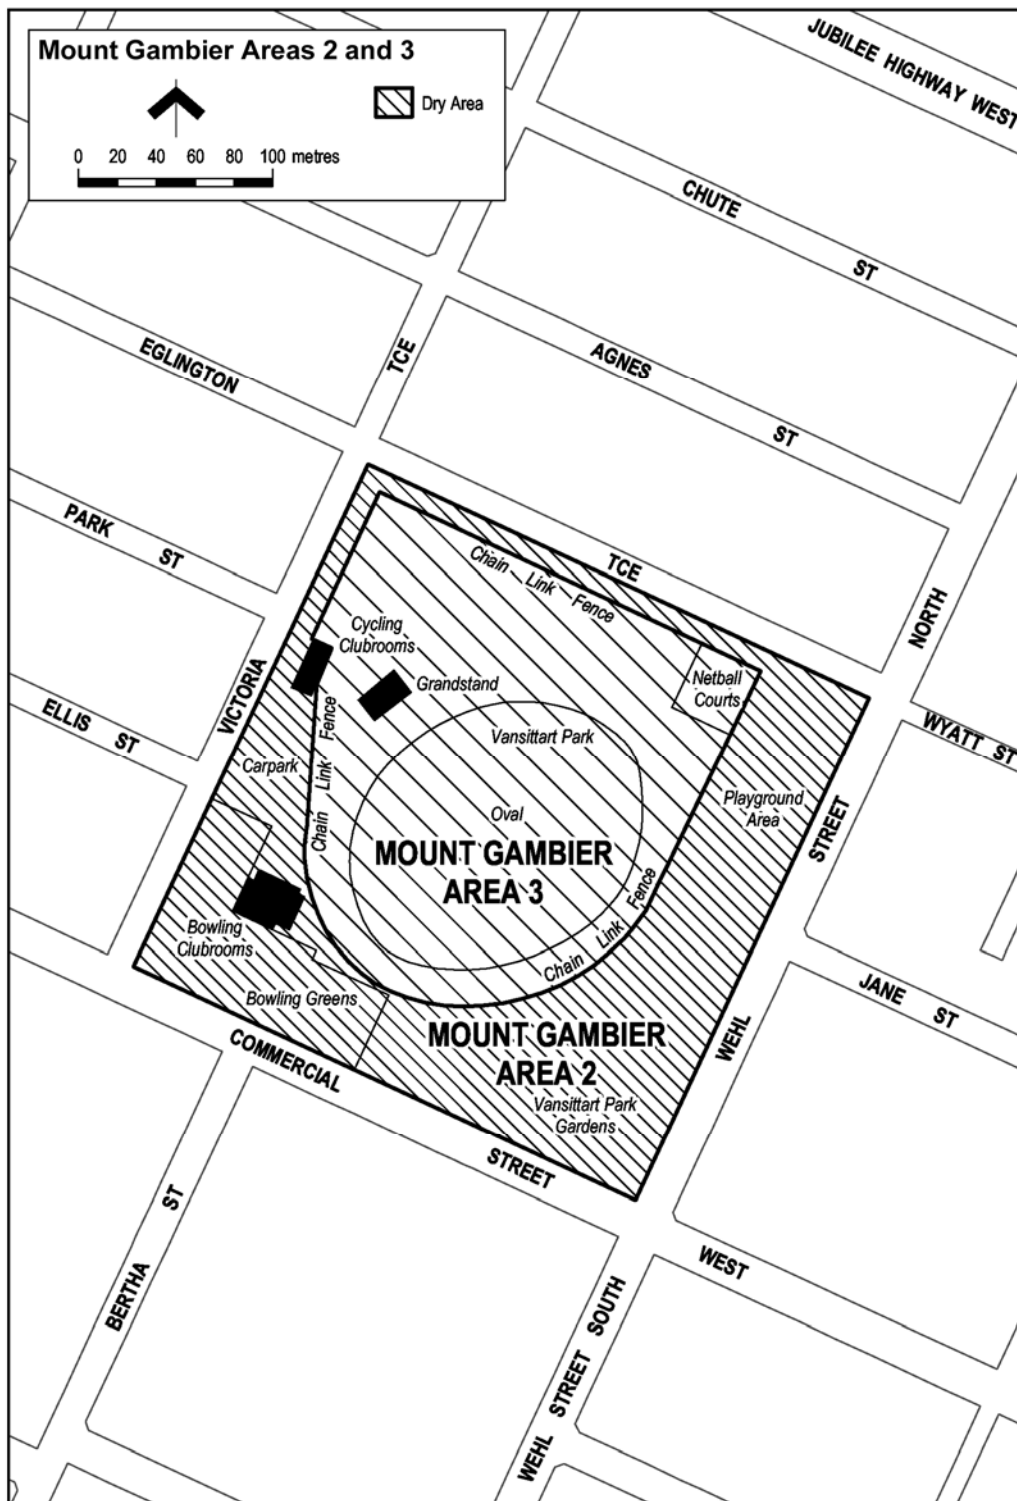 Mount Gambier Areas 2 and 3
Dry Area
0 20 40 60 80 100 metres
JUBILEE HIGHWAY WEST
CHUTE ST
AGNES ST
EGLINGTON TCE
TCE
PARK ST
ELLIS ST
VICTORIA
NORTH
WYATT ST
Chain Link Fence
Cycling
Clubrooms
Grandstand
Netball
Courts
Vansittart Park
Carpark
Chain Link Fence
Playground
Area
STREET
Oval
MOUNT GAMBIER
AREA 3
Chain Link Fence
Bowling
Clubrooms
Bowling Greens
JANE ST
WEHL
MOUNT GAMBIER
AREA 2
Vansittart Park
Gardens
COMMERCIAL STREET WEST
BERTHA ST
WEHL STREET SOUTH